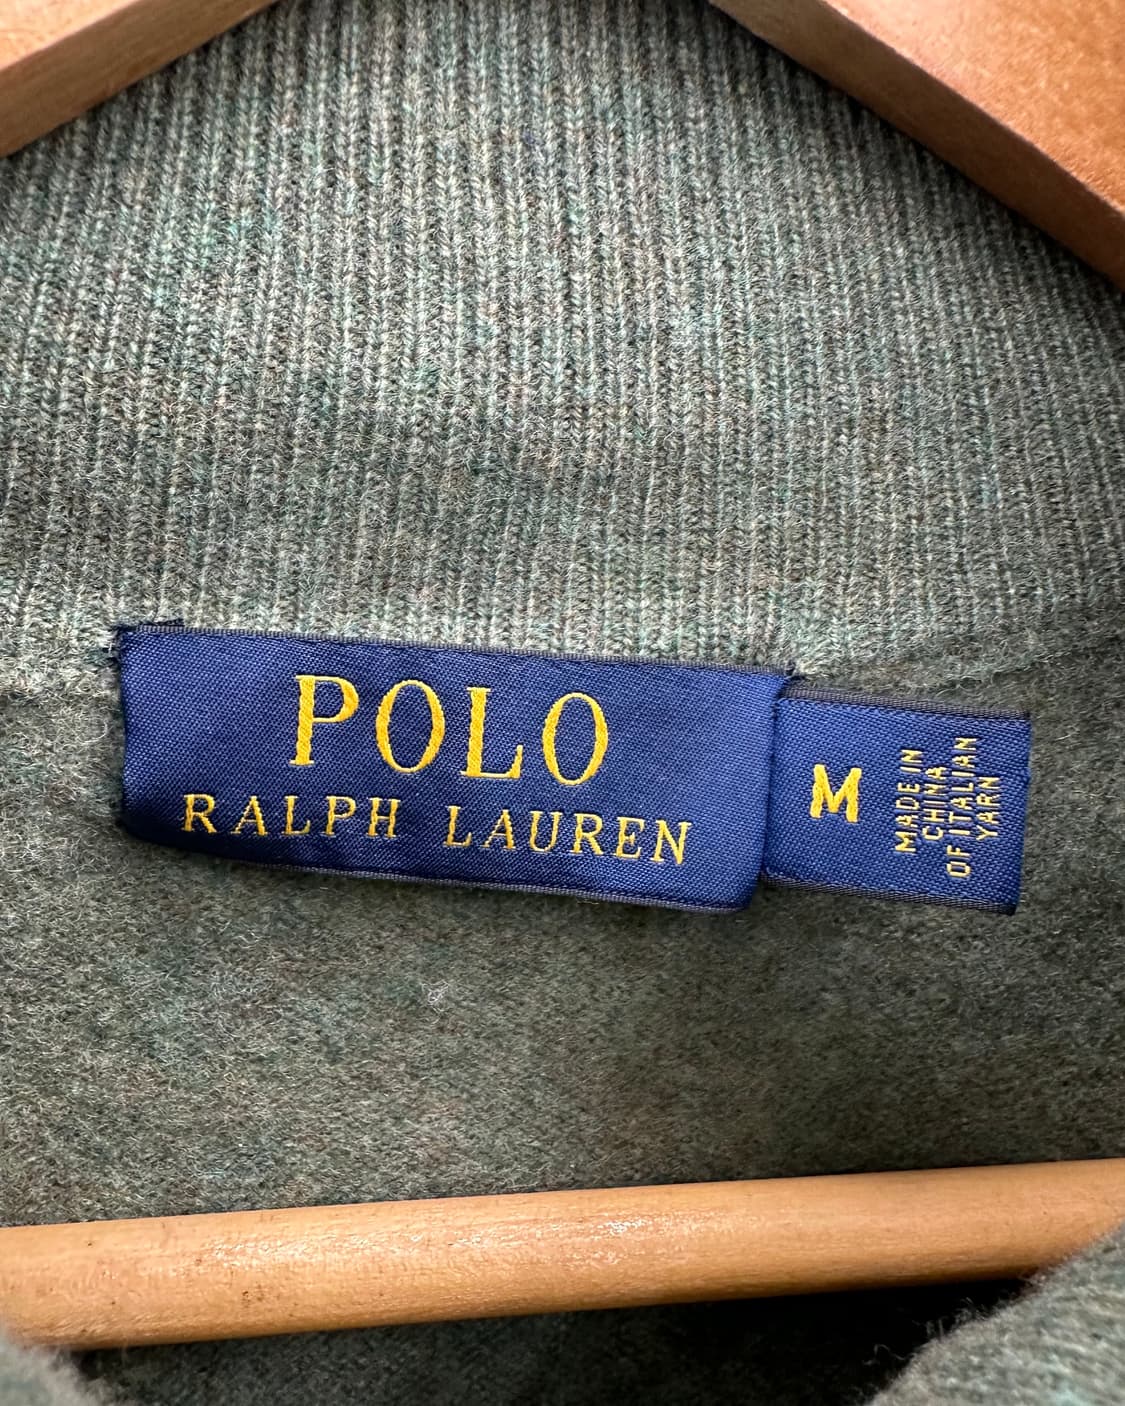 POLO
RALPH LAUREN
M
MADE IN
CHINA
OF ITALIAN
YARN